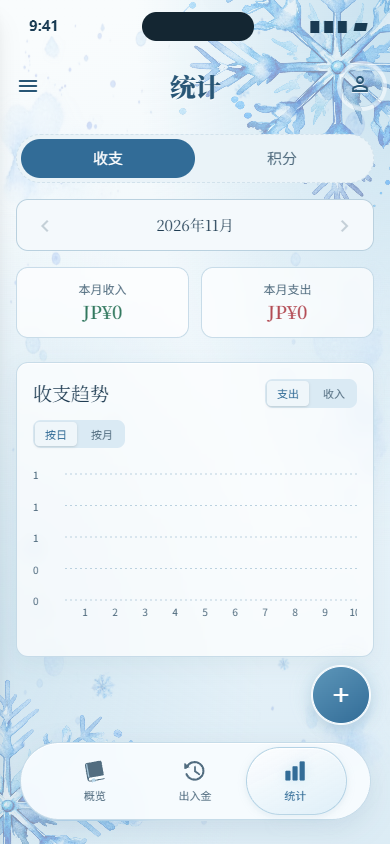 9:41
统计
收支
积分
2026年11月
本月收入
JP¥0
本月支出
JP¥0
收支趋势
支出
收入
按日
按月
1
1
1
0
0
1 2 3 4 5 6 7 8 9 10
+
概览
出入金
统计